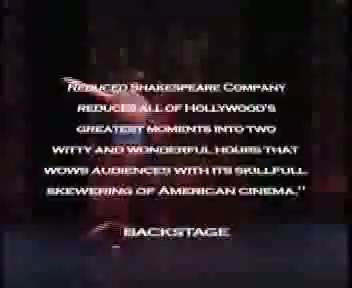 Reduced Shakespeare Company
reduces all of Hollywood's
greatest moments into two
witty and wonderful hours that
wows audiences with its skillfull
skewering of American cinema."
BACKSTAGE